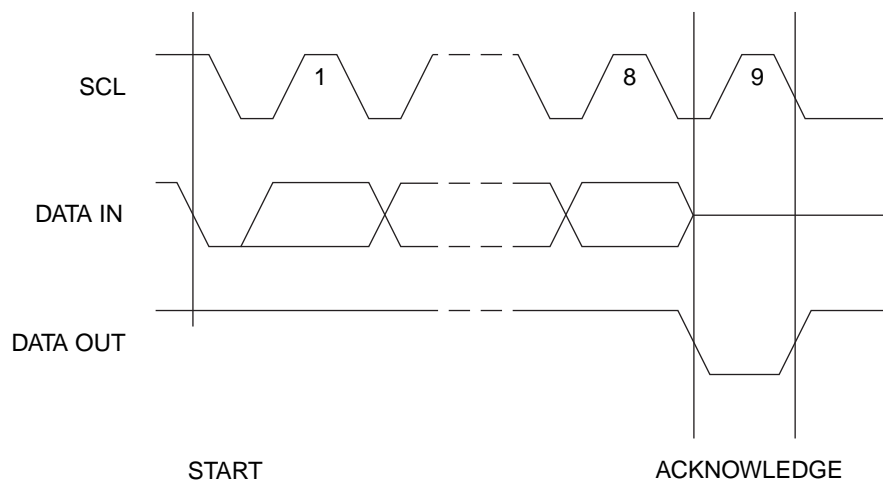 SCL
1
8
9
DATA IN
DATA OUT
START
ACKNOWLEDGE